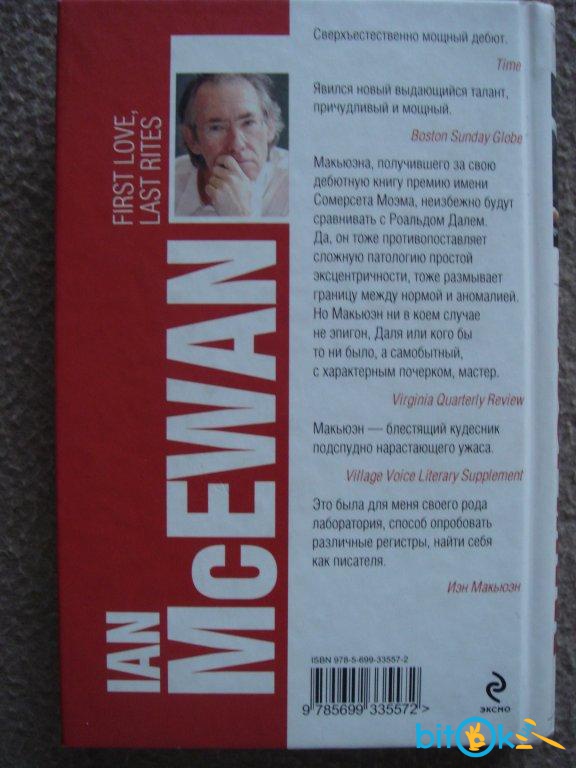 FIRST LOVE,
LAST RITES
IAN
McEWAN
Сверхъестественно мощный дебют.
Time
Явился новый выдающийся талант,
причудливый и мощный.
Boston Sunday Globe
Макьюэна, получившего за свою
дебютную книгу премию имени
Сомерсета Моэма, неизбежно будут
сравнивать с Роальдом Далем.
Да, он тоже противопоставляет
сложную патологию простой
эксцентричности, тоже размывает
границу между нормой и аномалией.
Но Макьюэн ни в коем случае
не эпигон, Даля или кого бы
то ни было, а самобытный,
с характерным почерком, мастер.
Virginia Quarterly Review
Макьюэн — блестящий кудесник
подспудно нарастающего ужаса.
Village Voice Literary Supplement
Это была для меня своего рода
лаборатория, способ опробовать
различные регистры, найти себя
как писателя.
Иэн Макьюэн
ISBN 978-5-699-33557-2
9 785699 335572 >
ЭКСМО